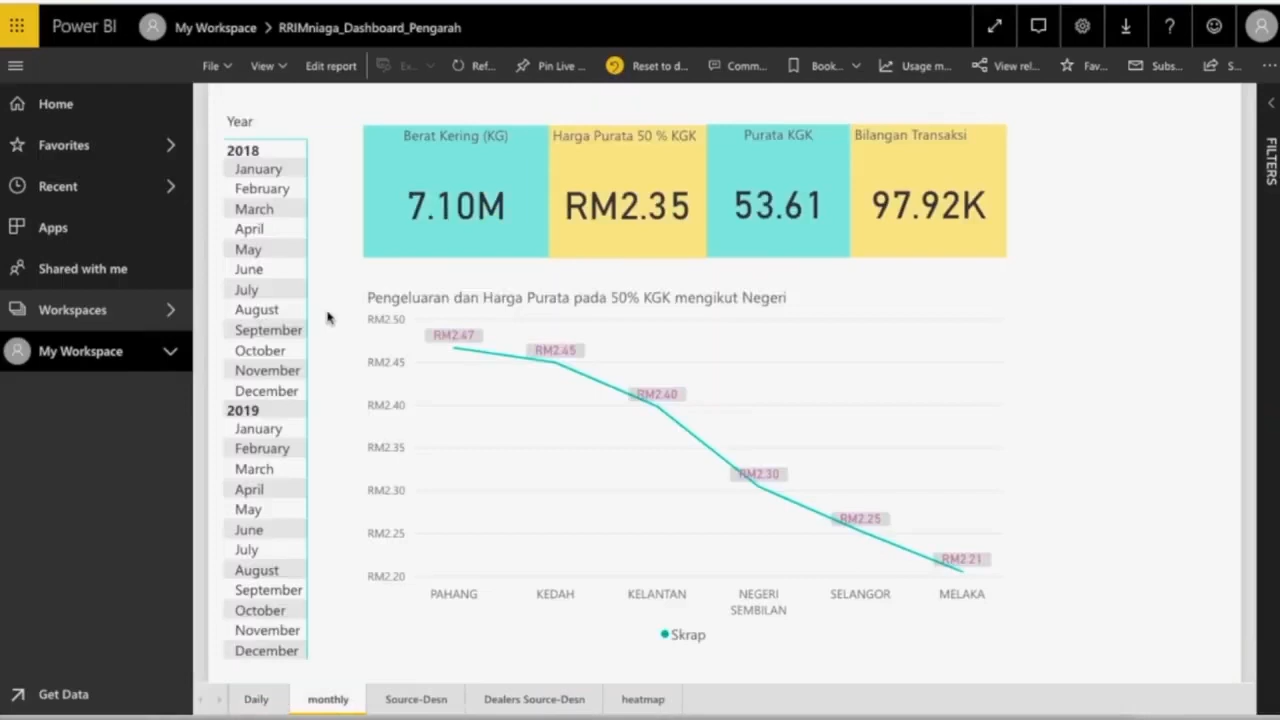 Power BI
My Workspace > RRIMniaga_Dashboard_Pengarah
File
View
Edit report
Ex...
Ref...
Pin Live ...
Reset to d...
Comm...
Book...
Usage m...
View rel...
Fav...
Subs...
S...
Home
Favorites
Recent
Apps
Shared with me
Workspaces
My Workspace
Get Data
Year
2018
January
February
March
April
May
June
July
August
September
October
November
December
2019
January
February
March
April
May
June
July
August
September
October
November
December
Berat Kering (KG)
7.10M
Harga Purata 50 % KGK
RM2.35
Purata KGK
53.61
Bilangan Transaksi
97.92K
Pengeluaran dan Harga Purata pada 50% KGK mengikut Negeri
RM2.50
RM2.45
RM2.40
RM2.35
RM2.30
RM2.25
RM2.20
RM2.47
RM2.45
RM2.40
RM2.30
RM2.25
RM2.21
PAHANG
KEDAH
KELANTAN
NEGERI
SEMBILAN
SELANGOR
MELAKA
Skrap
FILTERS
Daily
monthly
Source-Desn
Dealers Source-Desn
heatmap